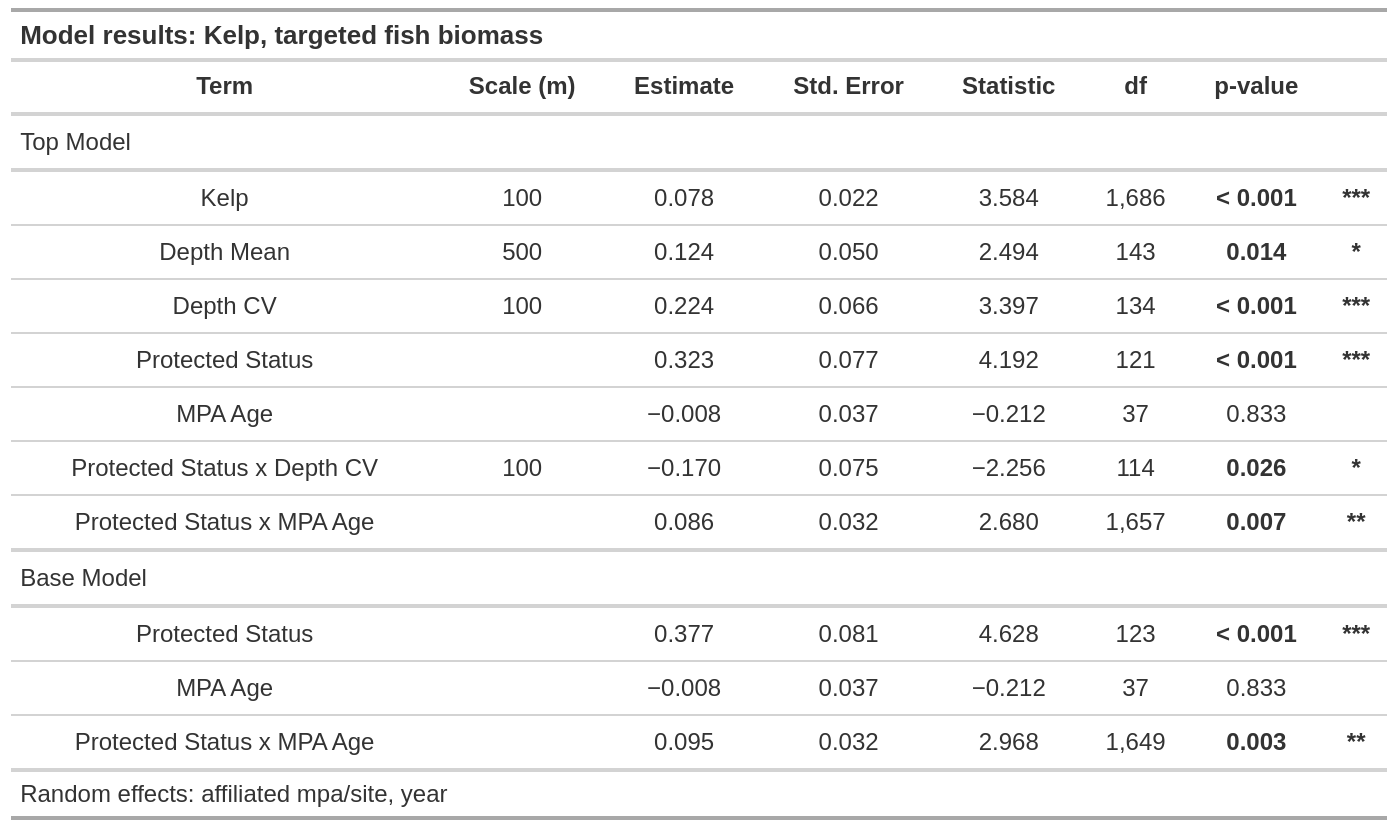 Model results: Kelp, targeted fish biomass
Term Scale (m) Estimate Std. Error Statistic df p-value
Top Model
Kelp 100 0.078 0.022 3.584 1,686 < 0.001 ***
Depth Mean 500 0.124 0.050 2.494 143 0.014 *
Depth CV 100 0.224 0.066 3.397 134 < 0.001 ***
Protected Status 0.323 0.077 4.192 121 < 0.001 ***
MPA Age −0.008 0.037 −0.212 37 0.833
Protected Status x Depth CV 100 −0.170 0.075 −2.256 114 0.026 *
Protected Status x MPA Age 0.086 0.032 2.680 1,657 0.007 **
Base Model
Protected Status 0.377 0.081 4.628 123 < 0.001 ***
MPA Age −0.008 0.037 −0.212 37 0.833
Protected Status x MPA Age 0.095 0.032 2.968 1,649 0.003 **
Random effects: affiliated mpa/site, year